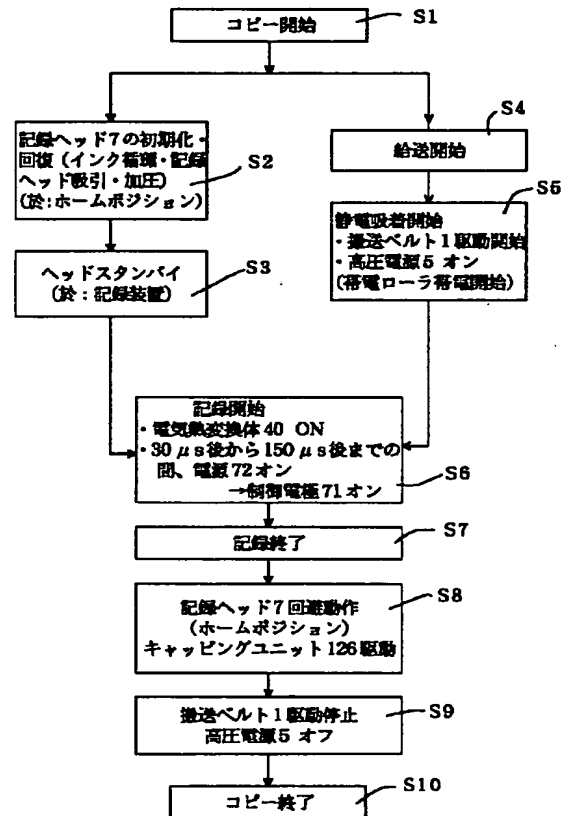 コピー開始
S1
記録ヘッド7の初期化・
回復（インク循環・記録
ヘッド吸引・加圧）
(於:ホームポジション)
S2
ヘッドスタンバイ
(於：記録装置)
S3
給送開始
S4
静電吸着開始
・搬送ベルト1駆動開始
・高圧電源5 オン
(帯電ローラ帯電開始)
S5
記録開始
・電気熱変換体40 ON
・30μs後から150μs後までの
間、電源72オン
→制御電極71オン
S6
記録終了
S7
記録ヘッド7回避動作
(ホームポジション)
キャッピングユニット126駆動
S8
搬送ベルト1駆動停止
高圧電源5 オフ
S9
コピー終了
S10